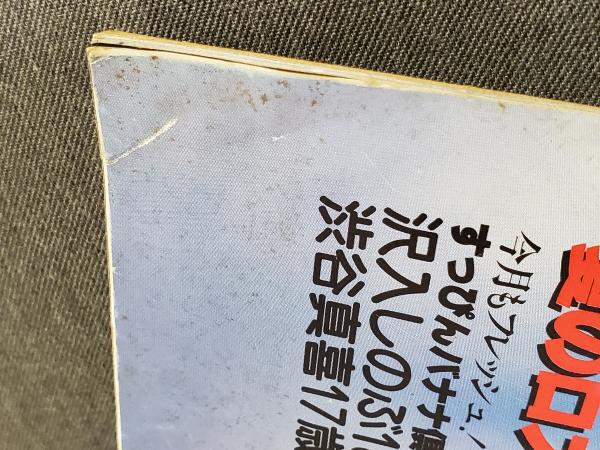 夏のロ
今月もフレッシュ!
すっぴんバナナ
沢入しのぶ
渋谷真喜17歳